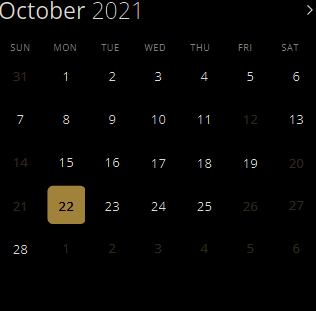 October 2021
SUN MON TUE WED THU FRI SAT
31 1 2 3 4 5 6
7 8 9 10 11 12 13
14 15 16 17 18 19 20
21 22 23 24 25 26 27
28 1 2 3 4 5 6